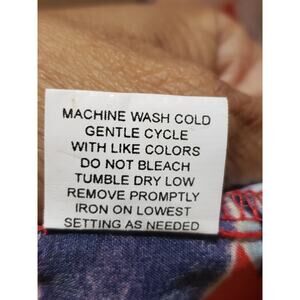 MACHINE WASH COLD
GENTLE CYCLE
WITH LIKE COLORS
DO NOT BLEACH
TUMBLE DRY LOW
REMOVE PROMPTLY
IRON ON LOWEST
SETTING AS NEEDED